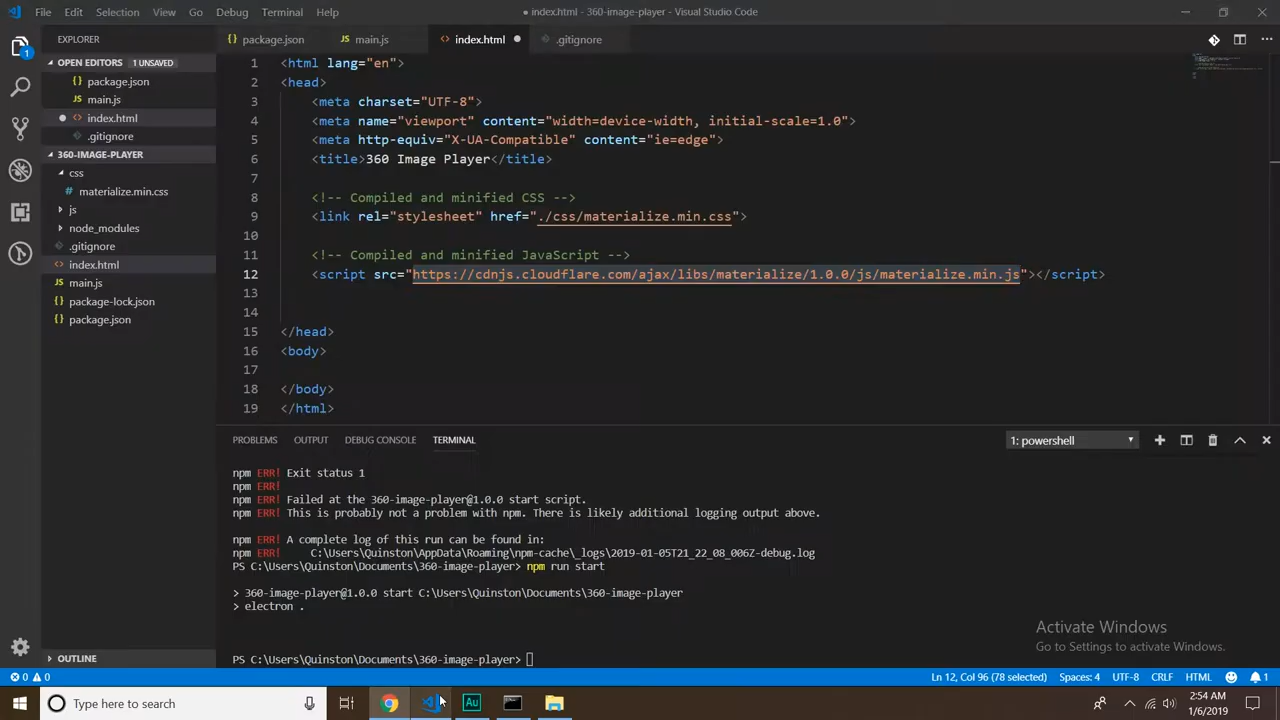 File Edit Selection View Go Debug Terminal Help
● index.html - 360-image-player - Visual Studio Code
EXPLORER
package.json
main.js
index.html
.gitignore
OPEN EDITORS 1 UNSAVED
package.json
main.js
index.html
.gitignore
360-IMAGE-PLAYER
css
materialize.min.css
js
node_modules
.gitignore
index.html
main.js
package-lock.json
package.json
OUTLINE
1 <html lang="en">
2 <head>
3 <meta charset="UTF-8">
4 <meta name="viewport" content="width=device-width, initial-scale=1.0">
5 <meta http-equiv="X-UA-Compatible" content="ie=edge">
6 <title>360 Image Player</title>
7
8 <!-- Compiled and minified CSS -->
9 <link rel="stylesheet" href="./css/materialize.min.css">
10
11 <!-- Compiled and minified JavaScript -->
12 <script src="https://cdnjs.cloudflare.com/ajax/libs/materialize/1.0.0/js/materialize.min.js"></script>
13
14
15 </head>
16 <body>
17
18 </body>
19 </html>
PROBLEMS OUTPUT DEBUG CONSOLE TERMINAL
1: powershell
npm ERR! Exit status 1
npm ERR!
npm ERR! Failed at the 360-image-player@1.0.0 start script.
npm ERR! This is probably not a problem with npm. There is likely additional logging output above.
npm ERR! A complete log of this run can be found in:
npm ERR!     C:\Users\Quinston\AppData\Roaming\npm-cache\_logs\2019-01-05T21_22_08_006Z-debug.log
PS C:\Users\Quinston\Documents\360-image-player> npm run start
> 360-image-player@1.0.0 start C:\Users\Quinston\Documents\360-image-player
> electron .
PS C:\Users\Quinston\Documents\360-image-player>
Activate Windows
Go to Settings to activate Windows.
0 0
Ln 12, Col 96 (78 selected) Spaces: 4 UTF-8 CRLF HTML 1
Type here to search
Au
2:54 AM
1/6/2019